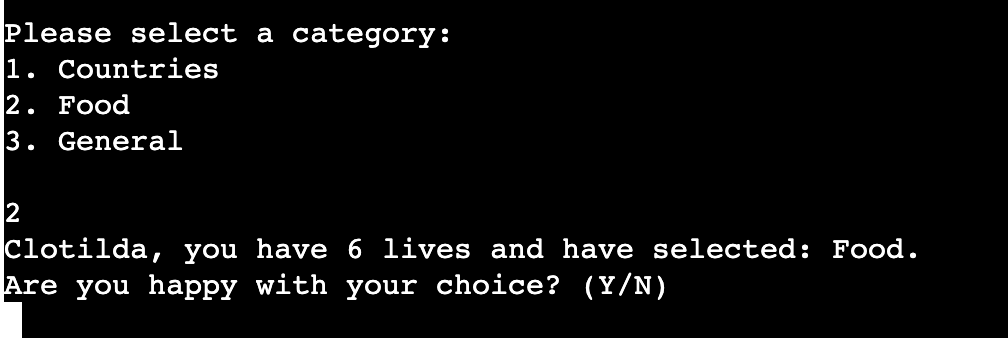 Please select a category:
1. Countries
2. Food
3. General
2
Clotilda, you have 6 lives and have selected: Food.
Are you happy with your choice? (Y/N)